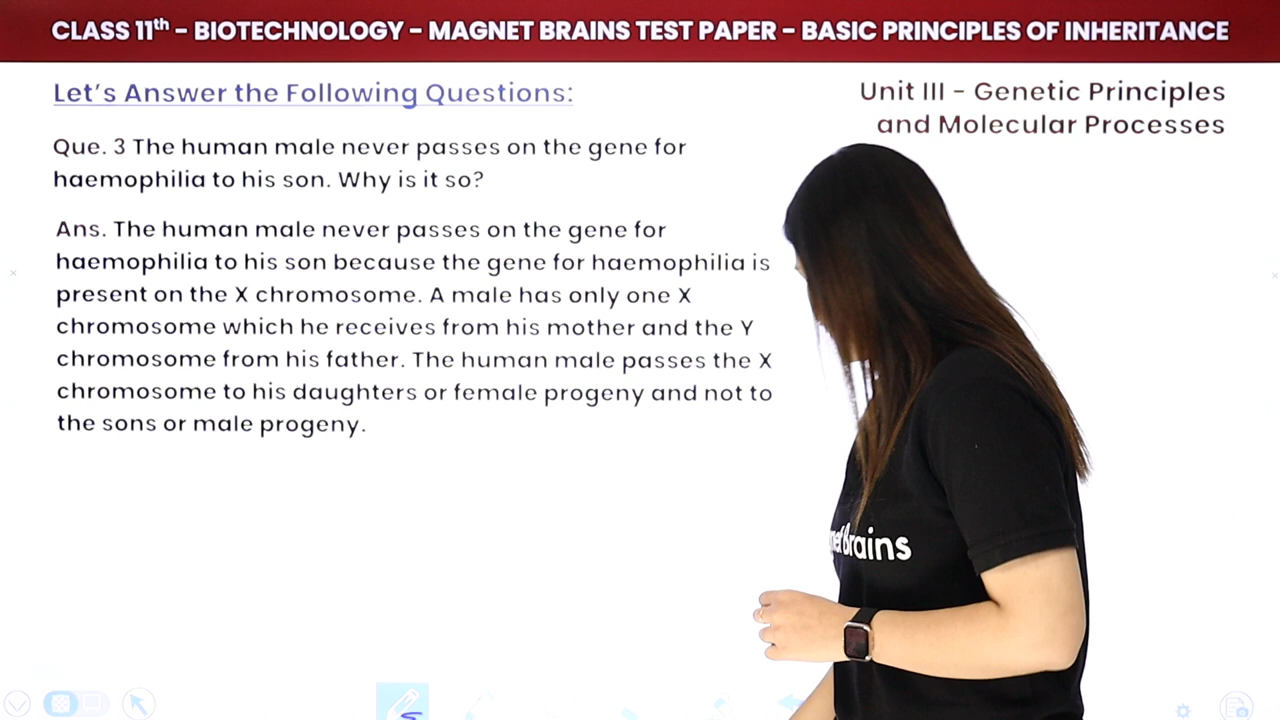 CLASS 11th - BIOTECHNOLOGY - MAGNET BRAINS TEST PAPER - BASIC PRINCIPLES OF INHERITANCE
Let's Answer the Following Questions:
Unit III - Genetic Principles
and Molecular Processes
Que. 3 The human male never passes on the gene for
haemophilia to his son. Why is it so?
Ans. The human male never passes on the gene for
haemophilia to his son because the gene for haemophilia is
present on the X chromosome. A male has only one X
chromosome which he receives from his mother and the Y
chromosome from his father. The human male passes the X
chromosome to his daughters or female progeny and not to
the sons or male progeny.
Brains